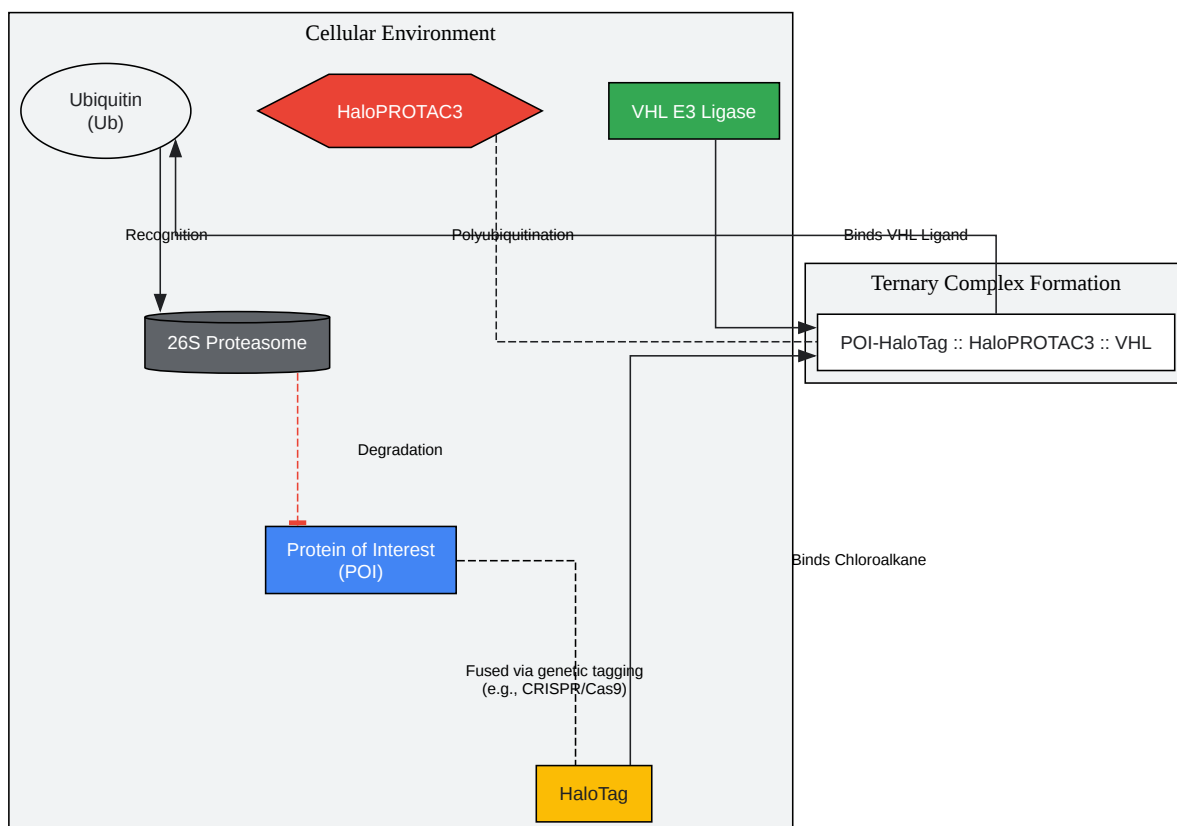 Cellular Environment
Ubiquitin
(Ub)
HaloPROTAC3
VHL E3 Ligase
Recognition
Polyubiquitination
Binds VHL Ligand
Ternary Complex Formation
26S Proteasome
POI-HaloTag :: HaloPROTAC3 :: VHL
Degradation
Protein of Interest
(POI)
Binds Chloroalkane
Fused via genetic tagging
(e.g., CRISPR/Cas9)
HaloTag